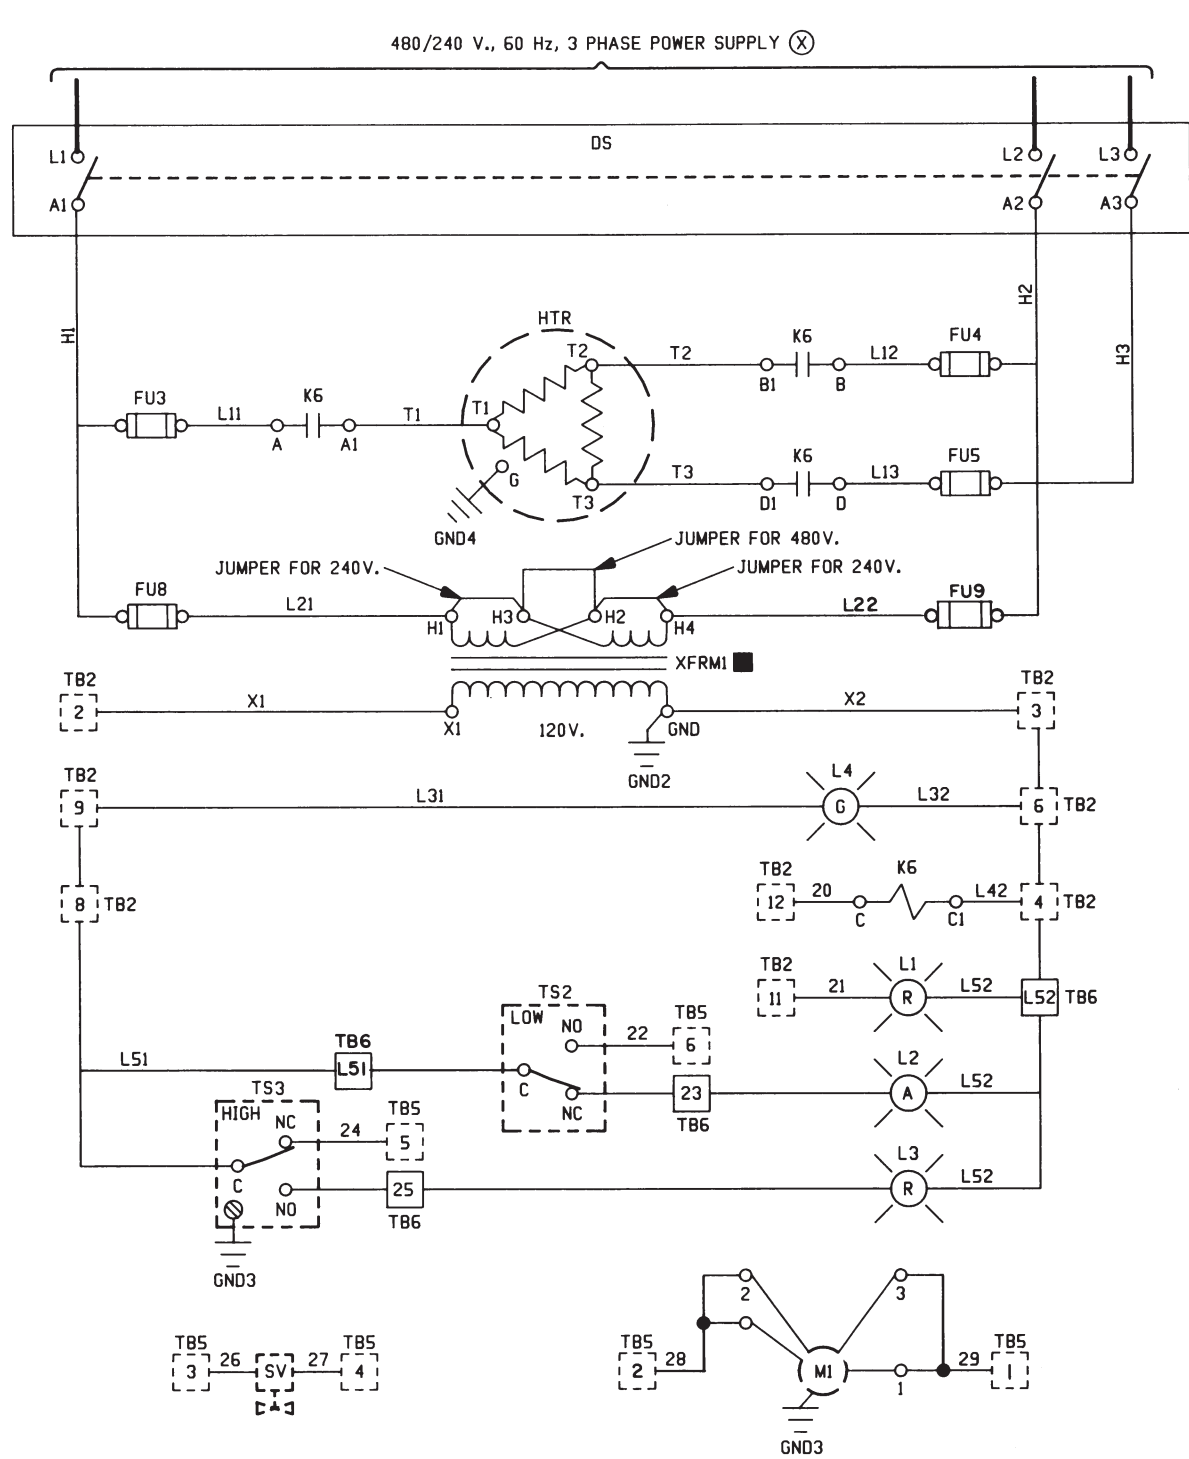 480/240 V., 60 Hz, 3 PHASE POWER SUPPLY X
DS
L1 L2 L3
A1 A2 A3
H1 H2 H3
HTR
T2 T2 K6 FU4
B1 B L12
FU3 L11 K6 T1 T1
A A1
G T3 T3 K6 L13 FU5
D1 D
GND4
JUMPER FOR 480V.
JUMPER FOR 240V. JUMPER FOR 240V.
FU8 L21 L22 FU9
H1 H3 H2 H4
XFRM1
TB2 TB2
2 X1 X2 3
X1 120V. GND
GND2
TB2 L4
9 L31 G L32 6 TB2
TB2 K6
8 TB2 12 20 L42 4 TB2
C C1
TB2 L1
11 21 R L52 L52 TB6
TS2
LOW NO 22 TB5
6
TB6 L2
L51 L51 C NC 23 A L52
TB6
TS3
HIGH NC 24 TB5
5
L3
C NO 25 R L52
TB6
GND3
2 3
TB5 TB5
3 26 SV 27 4
TB5 TB5
2 28 M1 29 1
1
GND3